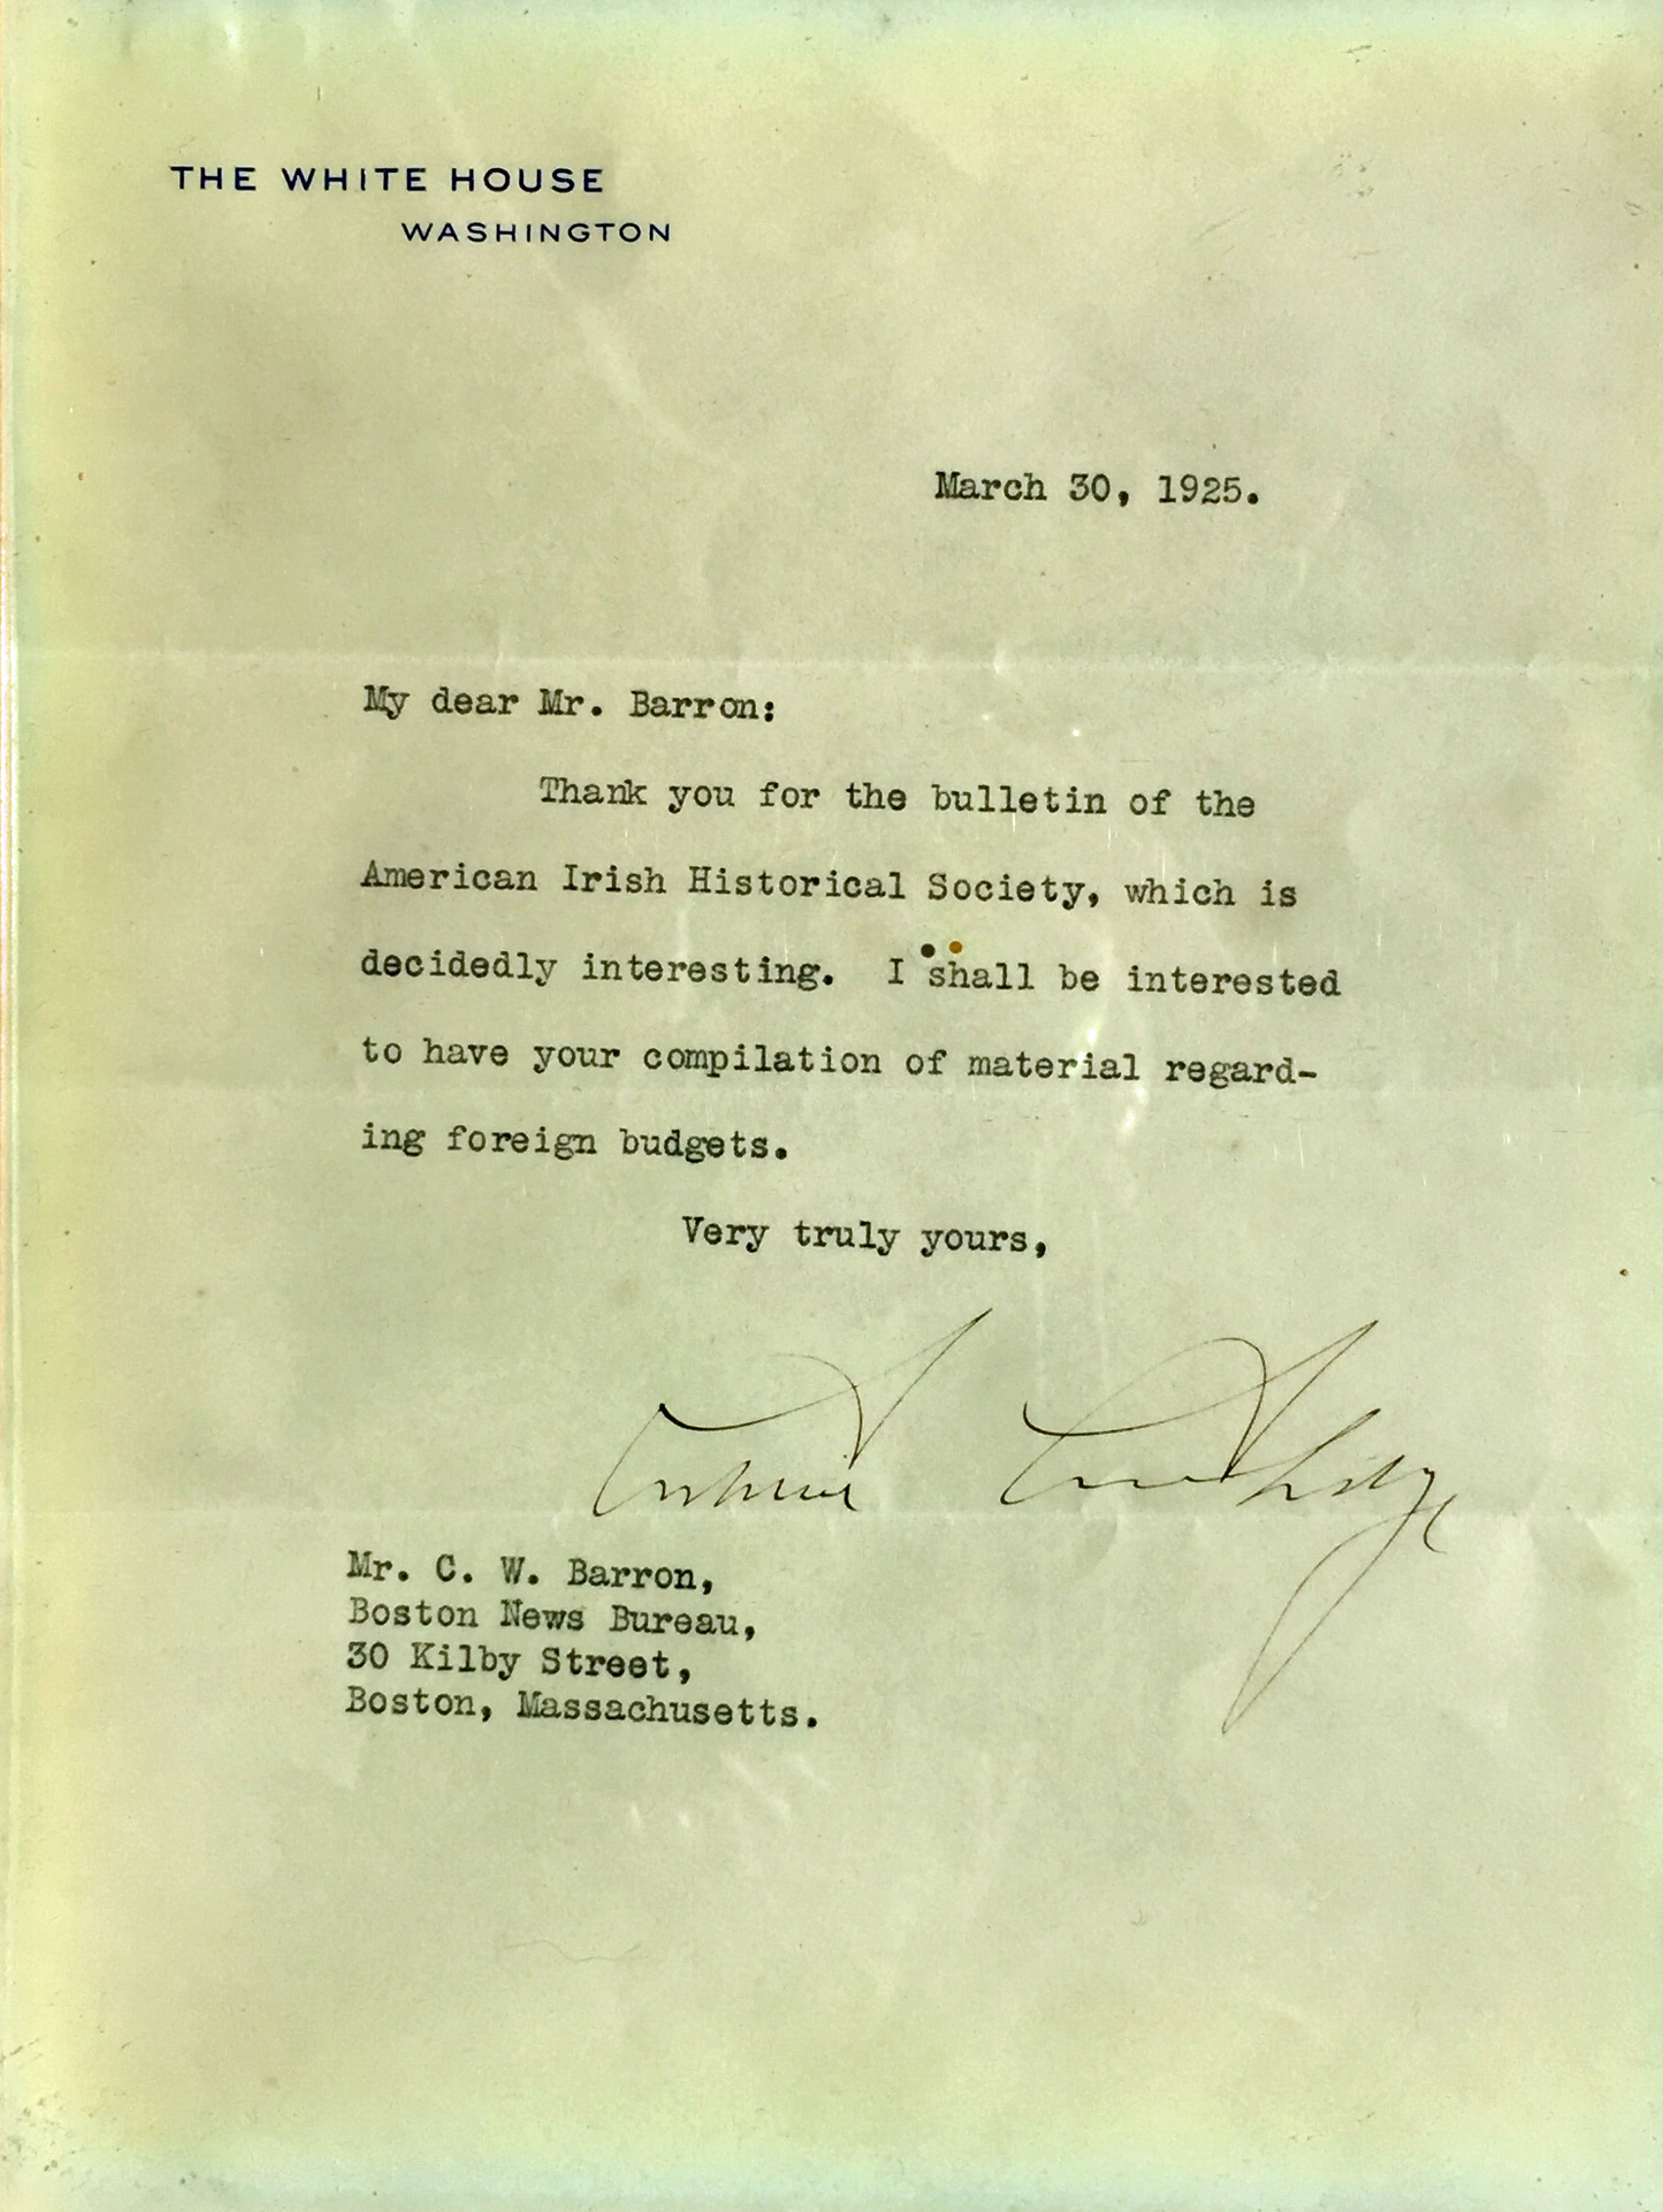 THE WHITE HOUSE
WASHINGTON
March 30, 1925.
My dear Mr. Barron:
Thank you for the bulletin of the
American Irish Historical Society, which is
decidedly interesting.  I shall be interested
to have your compilation of material regard-
ing foreign budgets.
Very truly yours,
Calvin Coolidge
Mr. C. W. Barron,
Boston News Bureau,
30 Kilby Street,
Boston, Massachusetts.